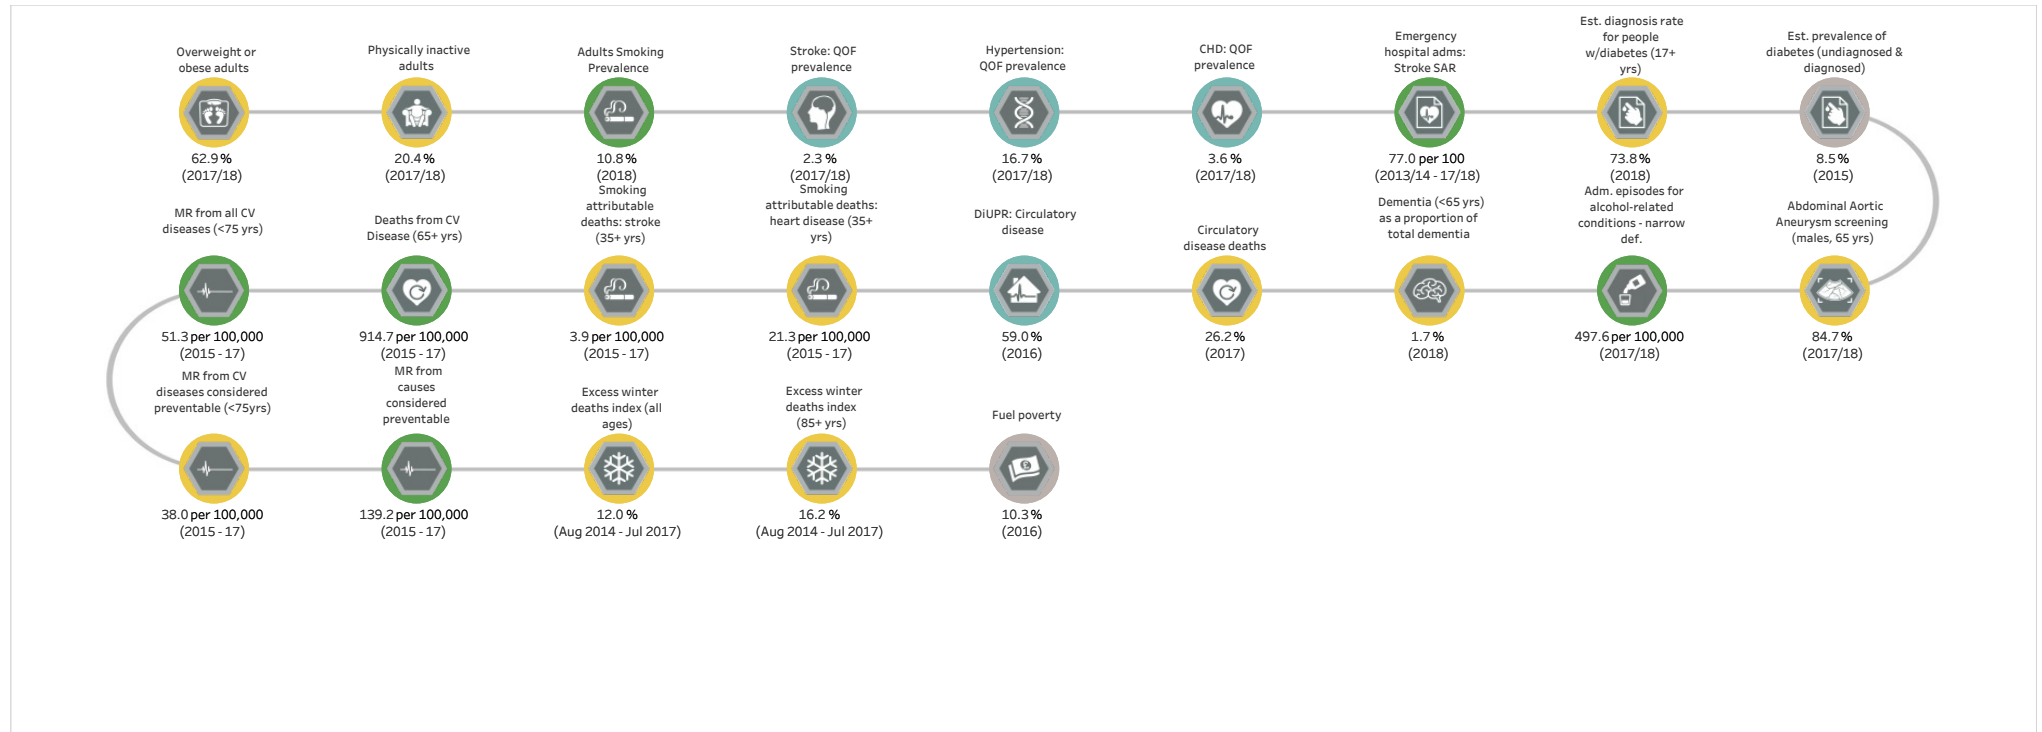 Overweight or
obese adults
62.9 %
(2017/18)
Physically inactive
adults
20.4 %
(2017/18)
Adults Smoking
Prevalence
10.8 %
(2018)
Stroke: QOF
prevalence
2.3 %
(2017/18)
Hypertension:
QOF prevalence
16.7 %
(2017/18)
CHD: QOF
prevalence
3.6 %
(2017/18)
Emergency
hospital adms:
Stroke SAR
77.0 per 100
(2013/14 - 17/18)
Est. diagnosis rate
for people
w/diabetes (17+
yrs)
73.8 %
(2018)
Est. prevalence of
diabetes (undiagnosed &
diagnosed)
8.5 %
(2015)
MR from all CV
diseases (<75 yrs)
51.3 per 100,000
(2015 - 17)
Deaths from CV
Disease (65+ yrs)
914.7 per 100,000
(2015 - 17)
Smoking
attributable
deaths: stroke
(35+ yrs)
3.9 per 100,000
(2015 - 17)
Smoking
attributable deaths:
heart disease (35+
yrs)
21.3 per 100,000
(2015 - 17)
DiUPR: Circulatory
disease
59.0 %
(2016)
Circulatory
disease deaths
26.2 %
(2017)
Dementia (<65 yrs)
as a proportion of
total dementia
1.7 %
(2018)
Adm. episodes for
alcohol-related
conditions - narrow
def.
497.6 per 100,000
(2017/18)
Abdominal Aortic
Aneurysm screening
(males, 65 yrs)
84.7 %
(2017/18)
MR from CV
diseases considered
preventable (<75yrs)
38.0 per 100,000
(2015 - 17)
MR from
causes
considered
preventable
139.2 per 100,000
(2015 - 17)
Excess winter
deaths index (all
ages)
12.0 %
(Aug 2014 - Jul 2017)
Excess winter
deaths index
(85+ yrs)
16.2 %
(Aug 2014 - Jul 2017)
Fuel poverty
£
10.3 %
(2016)